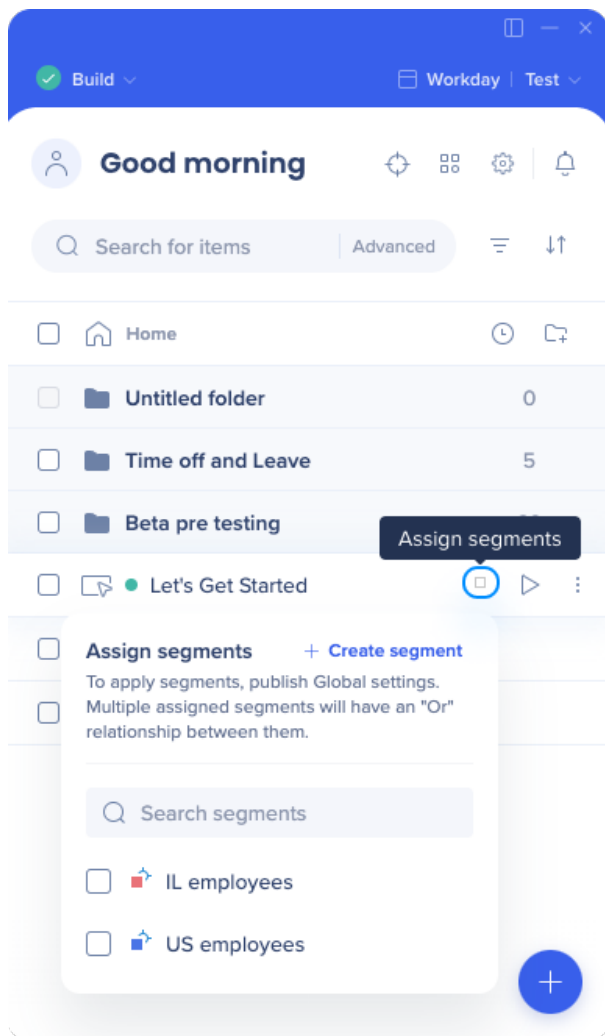 Build
Workday | Test
Good morning
Search for items
Advanced
Home
Untitled folder 0
Time off and Leave 5
Beta pre testing
Assign segments
Let's Get Started
Assign segments + Create segment
To apply segments, publish Global settings.
Multiple assigned segments will have an "Or"
relationship between them.
Search segments
IL employees
US employees